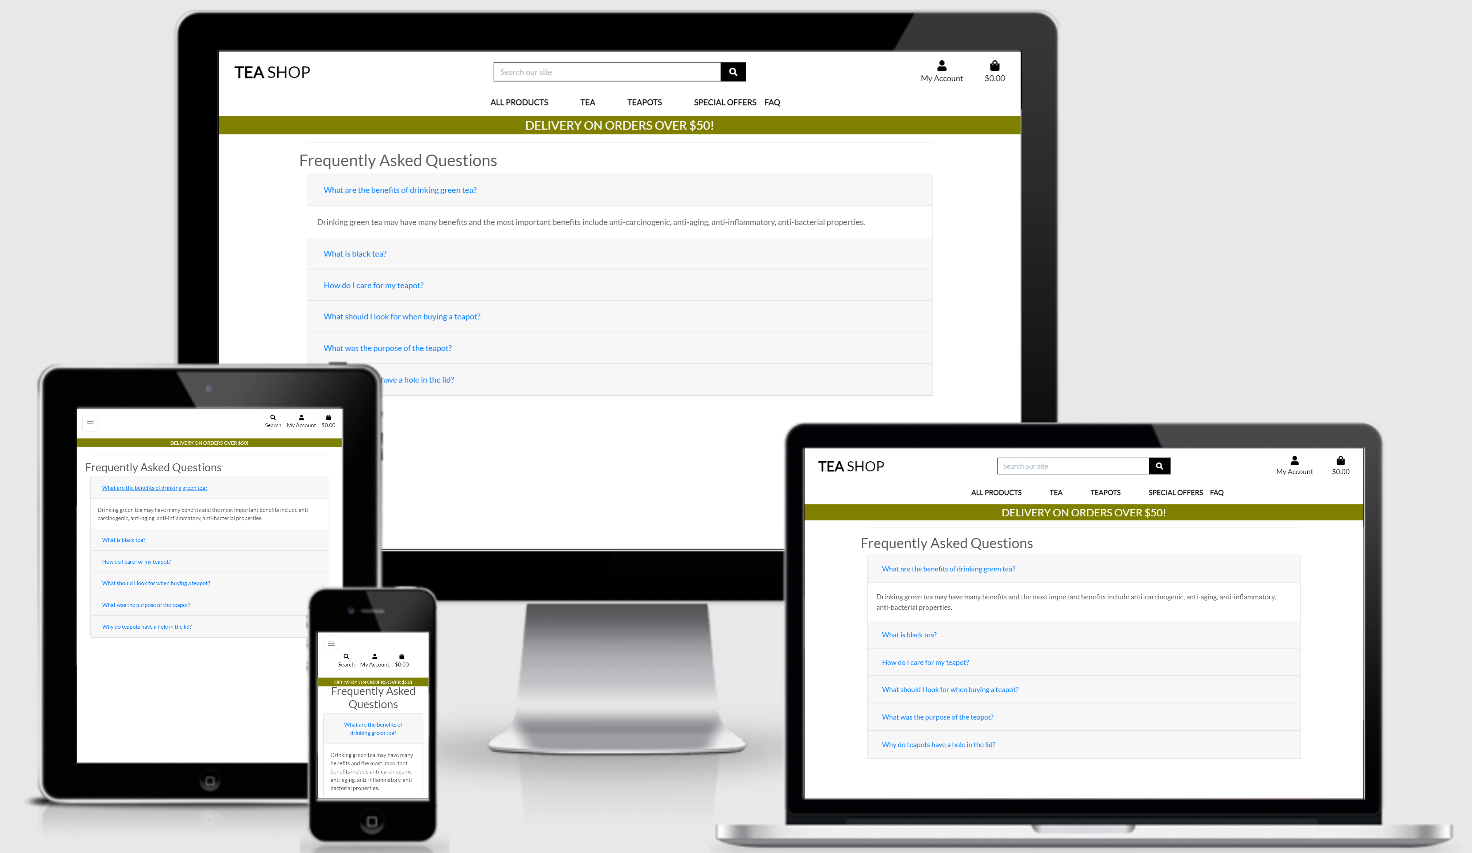 TEA SHOP
Search our site
My Account
$0.00
ALL PRODUCTS
TEA
TEAPOTS
SPECIAL OFFERS
FAQ
DELIVERY ON ORDERS OVER $50!
Frequently Asked Questions
What are the benefits of drinking green tea?
Drinking green tea may have many benefits and the most important benefits include anti-carcinogenic, anti-aging, anti-inflammatory, anti-bacterial properties.
What is black tea?
How do I care for my teapot?
What should I look for when buying a teapot?
What was the purpose of the teapot?
have a hole in the lid?
Search
My Account
$0.00
DELIVERY ON ORDERS OVER $50!
Frequently Asked Questions
What are the benefits of drinking green tea?
Drinking green tea may have many benefits and the most important benefits include anti-
carcinogenic, anti-aging, anti-inflammatory, anti-bacterial properties.
What is black tea?
How do I care for my teapot?
What should I look for when buying a teapot?
What was the purpose of the teapot?
Why do teapots have a hole in the lid?
Search
My Account
$0.00
DELIVERY ON ORDERS OVER $50!
Frequently Asked
Questions
What are the benefits of
drinking green tea?
Drinking green tea may have many
benefits and the most important
benefits include anti-carcinogenic,
anti-aging, anti-inflammatory, anti-
bacterial properties.
TEA SHOP
Search our site
My Account
$0.00
ALL PRODUCTS
TEA
TEAPOTS
SPECIAL OFFERS
FAQ
DELIVERY ON ORDERS OVER $50!
Frequently Asked Questions
What are the benefits of drinking green tea?
Drinking green tea may have many benefits and the most important benefits include anti-carcinogenic, anti-aging, anti-inflammatory,
anti-bacterial properties.
What is black tea?
How do I care for my teapot?
What should I look for when buying a teapot?
What was the purpose of the teapot?
Why do teapots have a hole in the lid?